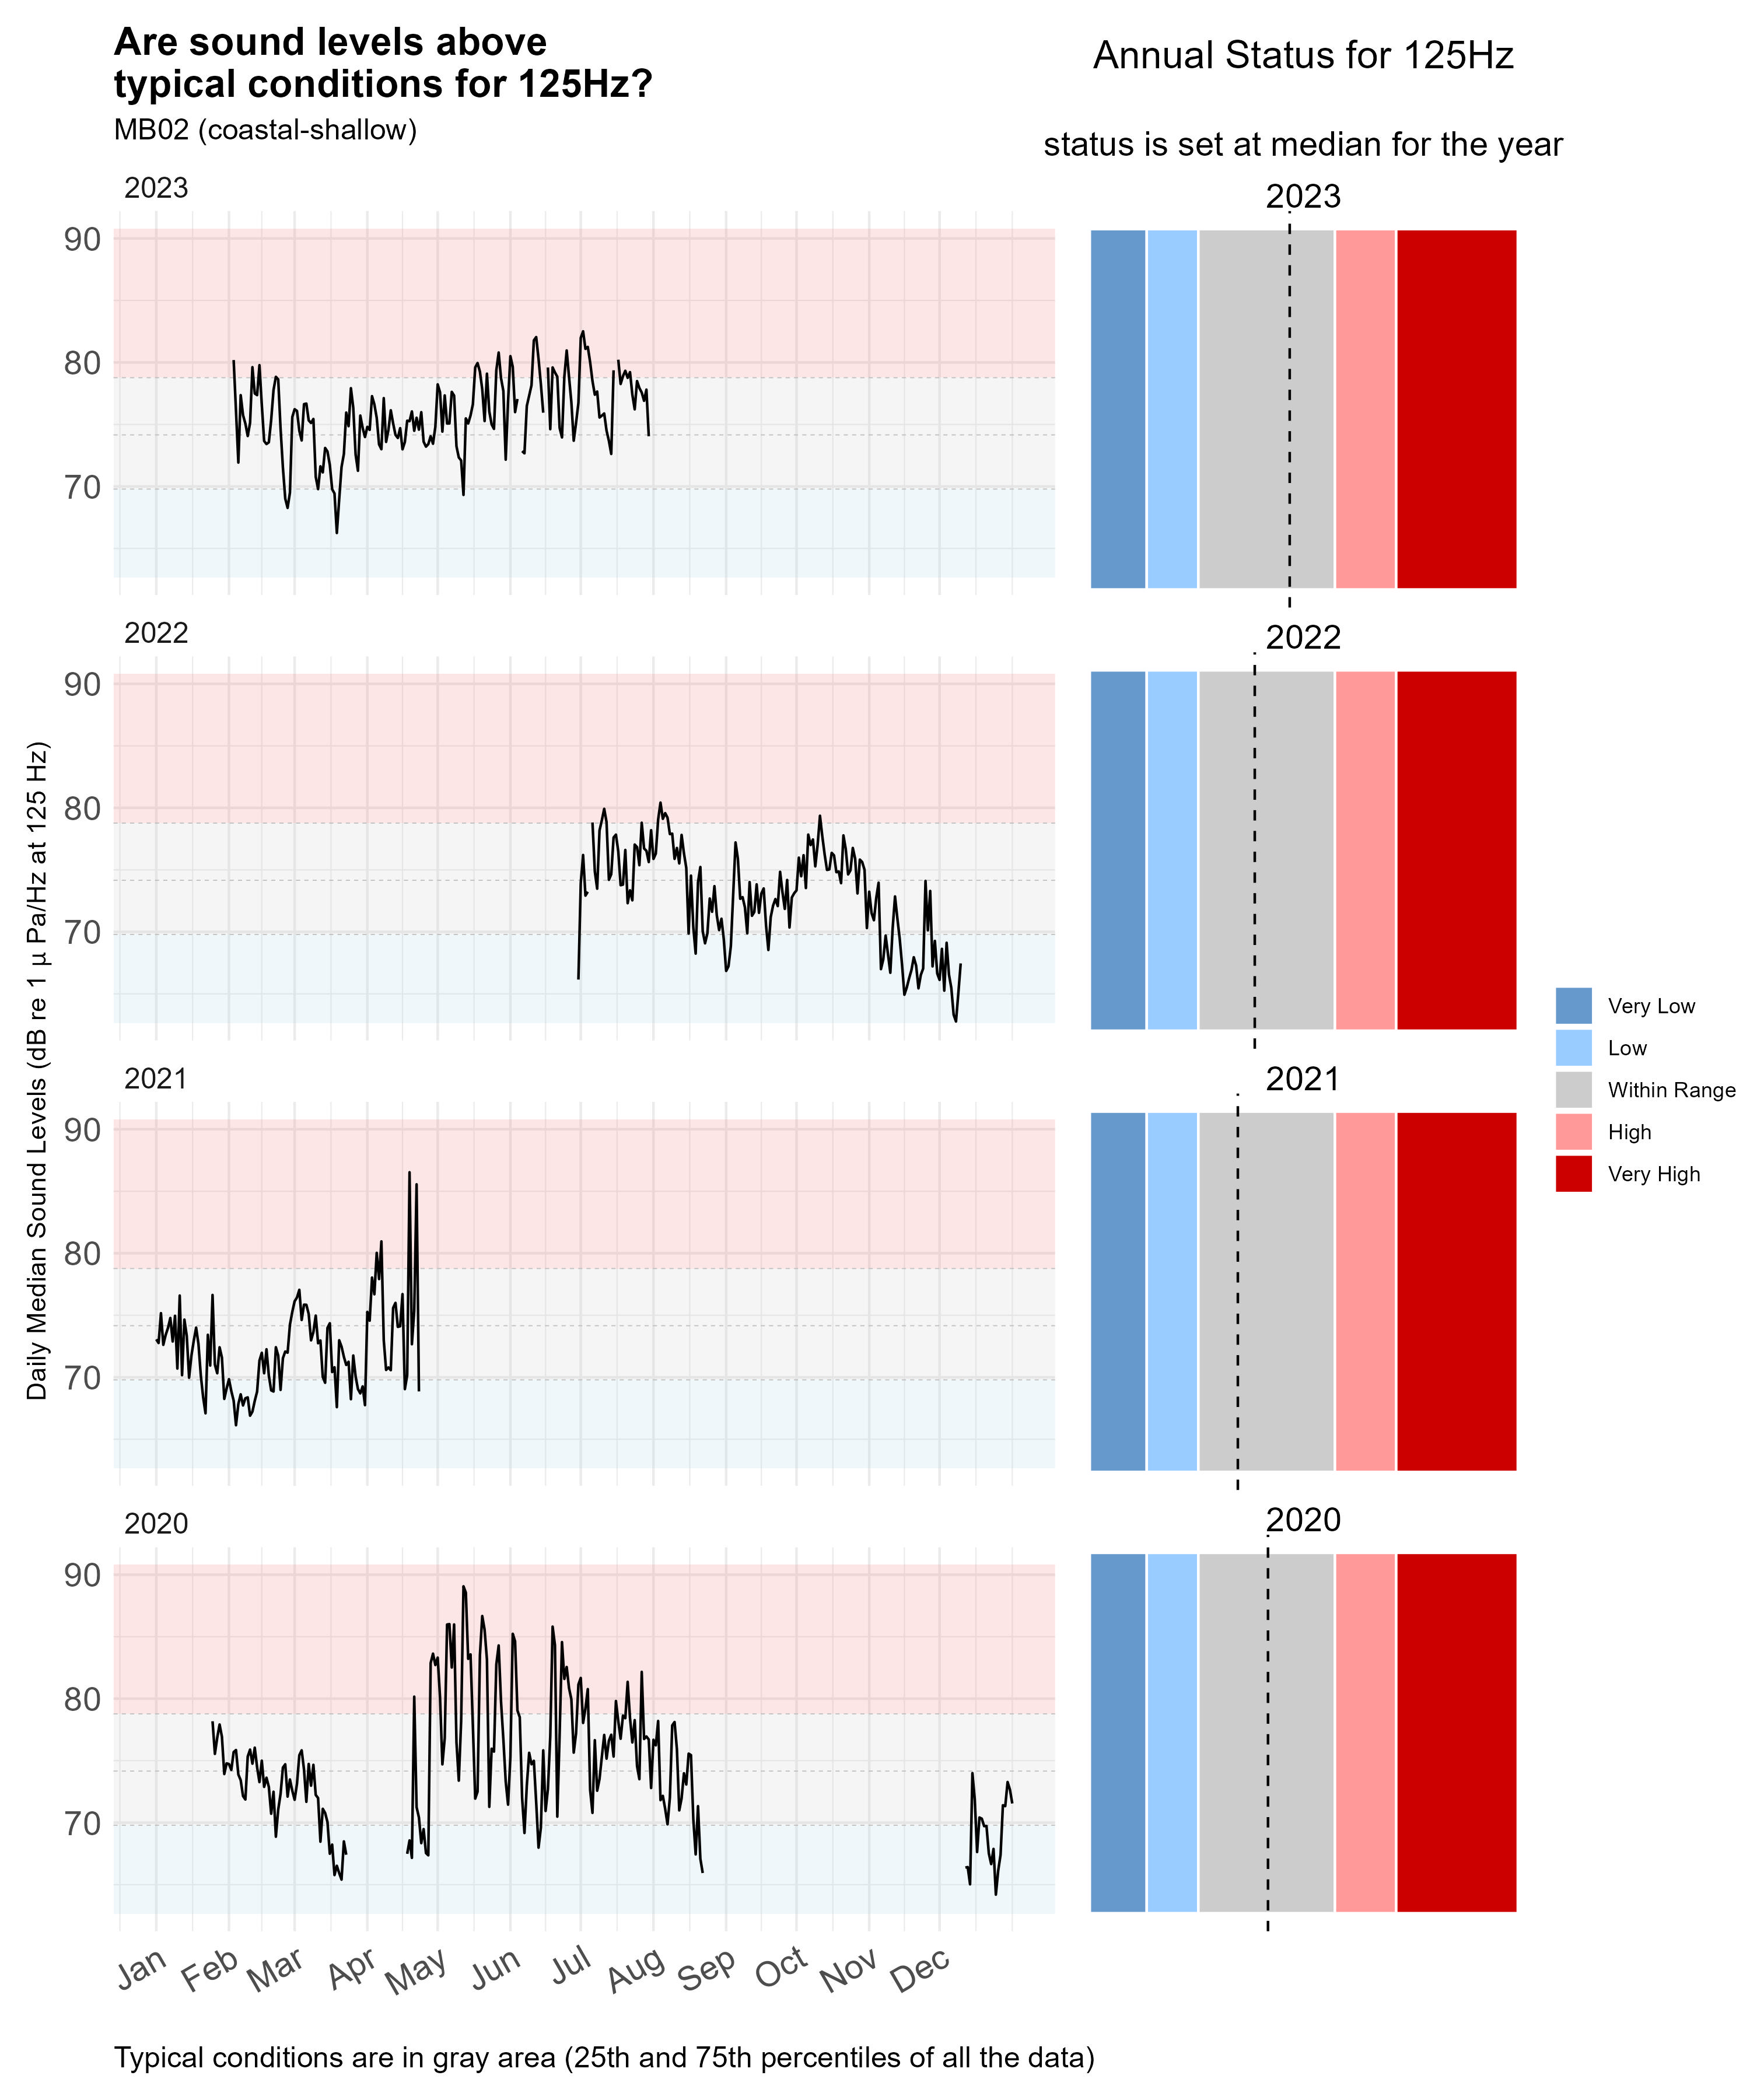 Are sound levels above
typical conditions for 125Hz?
MB02 (coastal-shallow)
Annual Status for 125Hz
status is set at median for the year
Daily Median Sound Levels (dB re 1 µ Pa/Hz at 125 Hz)
2023
90
80
70
2023
2022
90
80
70
2022
2021
90
80
70
2021
2020
90
80
70
2020
Jan Feb Mar Apr May Jun Jul Aug Sep Oct Nov Dec
Very Low
Low
Within Range
High
Very High
Typical conditions are in gray area (25th and 75th percentiles of all the data)